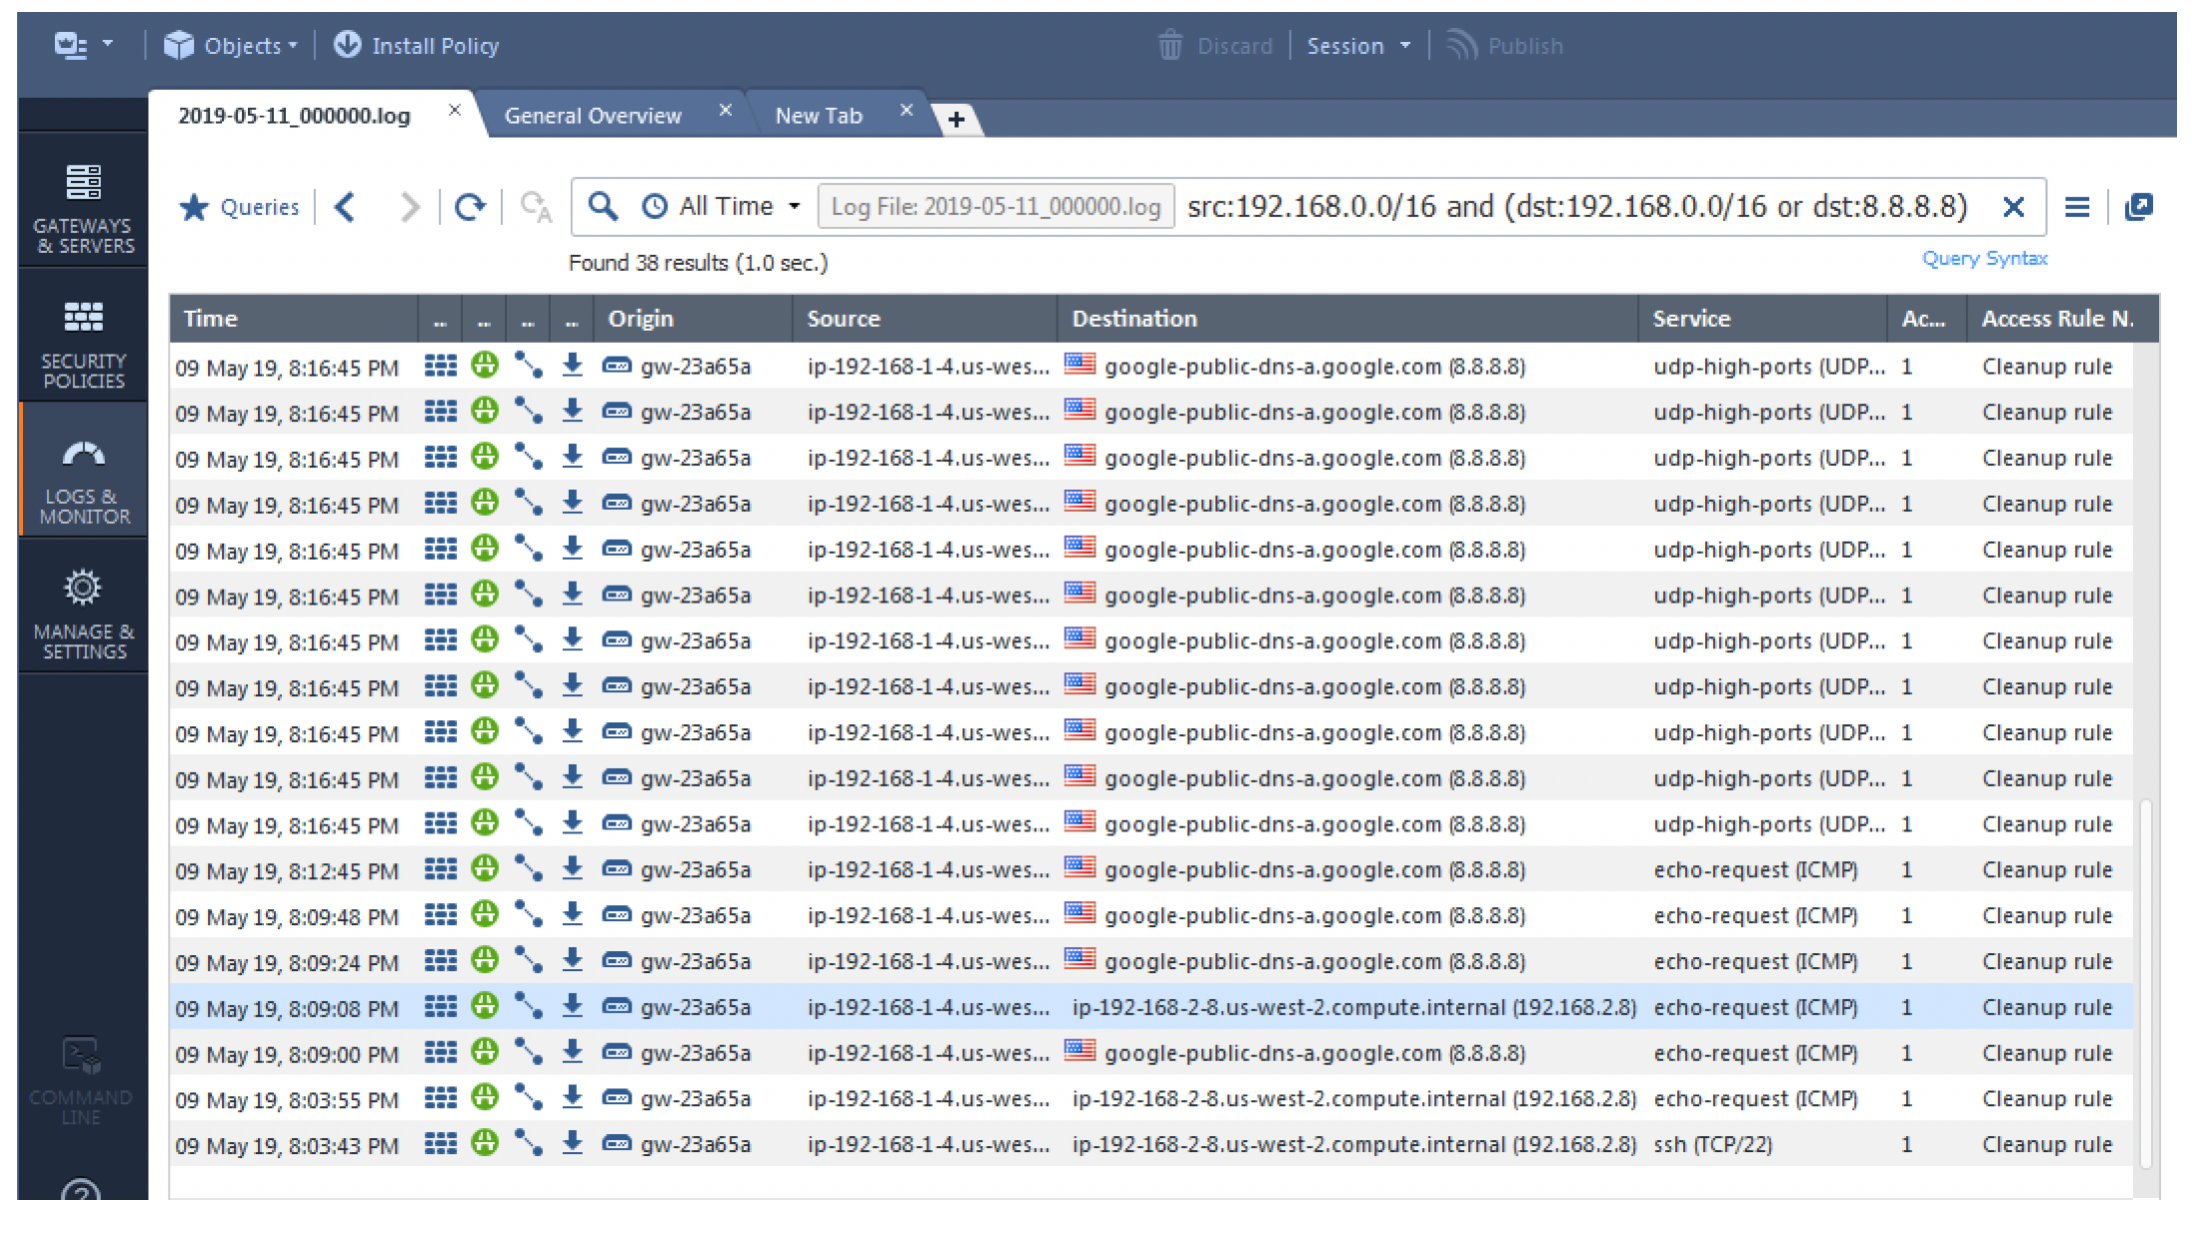 Objects Install Policy Discard Session Publish
2019-05-11_000000.log × General Overview × New Tab × +
GATEWAYS
& SERVERS
SECURITY
POLICIES
LOGS &
MONITOR
MANAGE &
SETTINGS
COMMAND
LINE
Queries All Time Log File: 2019-05-11_000000.log src:192.168.0.0/16 and (dst:192.168.0.0/16 or dst:8.8.8.8)
Found 38 results (1.0 sec.) Query Syntax
Time ... ... ... ... Origin Source Destination Service Ac... Access Rule N.
09 May 19, 8:16:45 PM gw-23a65a ip-192-168-1-4.us-wes... google-public-dns-a.google.com (8.8.8.8) udp-high-ports (UDP... 1 Cleanup rule
09 May 19, 8:16:45 PM gw-23a65a ip-192-168-1-4.us-wes... google-public-dns-a.google.com (8.8.8.8) udp-high-ports (UDP... 1 Cleanup rule
09 May 19, 8:16:45 PM gw-23a65a ip-192-168-1-4.us-wes... google-public-dns-a.google.com (8.8.8.8) udp-high-ports (UDP... 1 Cleanup rule
09 May 19, 8:16:45 PM gw-23a65a ip-192-168-1-4.us-wes... google-public-dns-a.google.com (8.8.8.8) udp-high-ports (UDP... 1 Cleanup rule
09 May 19, 8:16:45 PM gw-23a65a ip-192-168-1-4.us-wes... google-public-dns-a.google.com (8.8.8.8) udp-high-ports (UDP... 1 Cleanup rule
09 May 19, 8:16:45 PM gw-23a65a ip-192-168-1-4.us-wes... google-public-dns-a.google.com (8.8.8.8) udp-high-ports (UDP... 1 Cleanup rule
09 May 19, 8:16:45 PM gw-23a65a ip-192-168-1-4.us-wes... google-public-dns-a.google.com (8.8.8.8) udp-high-ports (UDP... 1 Cleanup rule
09 May 19, 8:16:45 PM gw-23a65a ip-192-168-1-4.us-wes... google-public-dns-a.google.com (8.8.8.8) udp-high-ports (UDP... 1 Cleanup rule
09 May 19, 8:16:45 PM gw-23a65a ip-192-168-1-4.us-wes... google-public-dns-a.google.com (8.8.8.8) udp-high-ports (UDP... 1 Cleanup rule
09 May 19, 8:16:45 PM gw-23a65a ip-192-168-1-4.us-wes... google-public-dns-a.google.com (8.8.8.8) udp-high-ports (UDP... 1 Cleanup rule
09 May 19, 8:16:45 PM gw-23a65a ip-192-168-1-4.us-wes... google-public-dns-a.google.com (8.8.8.8) udp-high-ports (UDP... 1 Cleanup rule
09 May 19, 8:12:45 PM gw-23a65a ip-192-168-1-4.us-wes... google-public-dns-a.google.com (8.8.8.8) echo-request (ICMP) 1 Cleanup rule
09 May 19, 8:09:48 PM gw-23a65a ip-192-168-1-4.us-wes... google-public-dns-a.google.com (8.8.8.8) echo-request (ICMP) 1 Cleanup rule
09 May 19, 8:09:24 PM gw-23a65a ip-192-168-1-4.us-wes... google-public-dns-a.google.com (8.8.8.8) echo-request (ICMP) 1 Cleanup rule
09 May 19, 8:09:08 PM gw-23a65a ip-192-168-1-4.us-wes... ip-192-168-2-8.us-west-2.compute.internal (192.168.2.8) echo-request (ICMP) 1 Cleanup rule
09 May 19, 8:09:00 PM gw-23a65a ip-192-168-1-4.us-wes... google-public-dns-a.google.com (8.8.8.8) echo-request (ICMP) 1 Cleanup rule
09 May 19, 8:03:55 PM gw-23a65a ip-192-168-1-4.us-wes... ip-192-168-2-8.us-west-2.compute.internal (192.168.2.8) echo-request (ICMP) 1 Cleanup rule
09 May 19, 8:03:43 PM gw-23a65a ip-192-168-1-4.us-wes... ip-192-168-2-8.us-west-2.compute.internal (192.168.2.8) ssh (TCP/22) 1 Cleanup rule